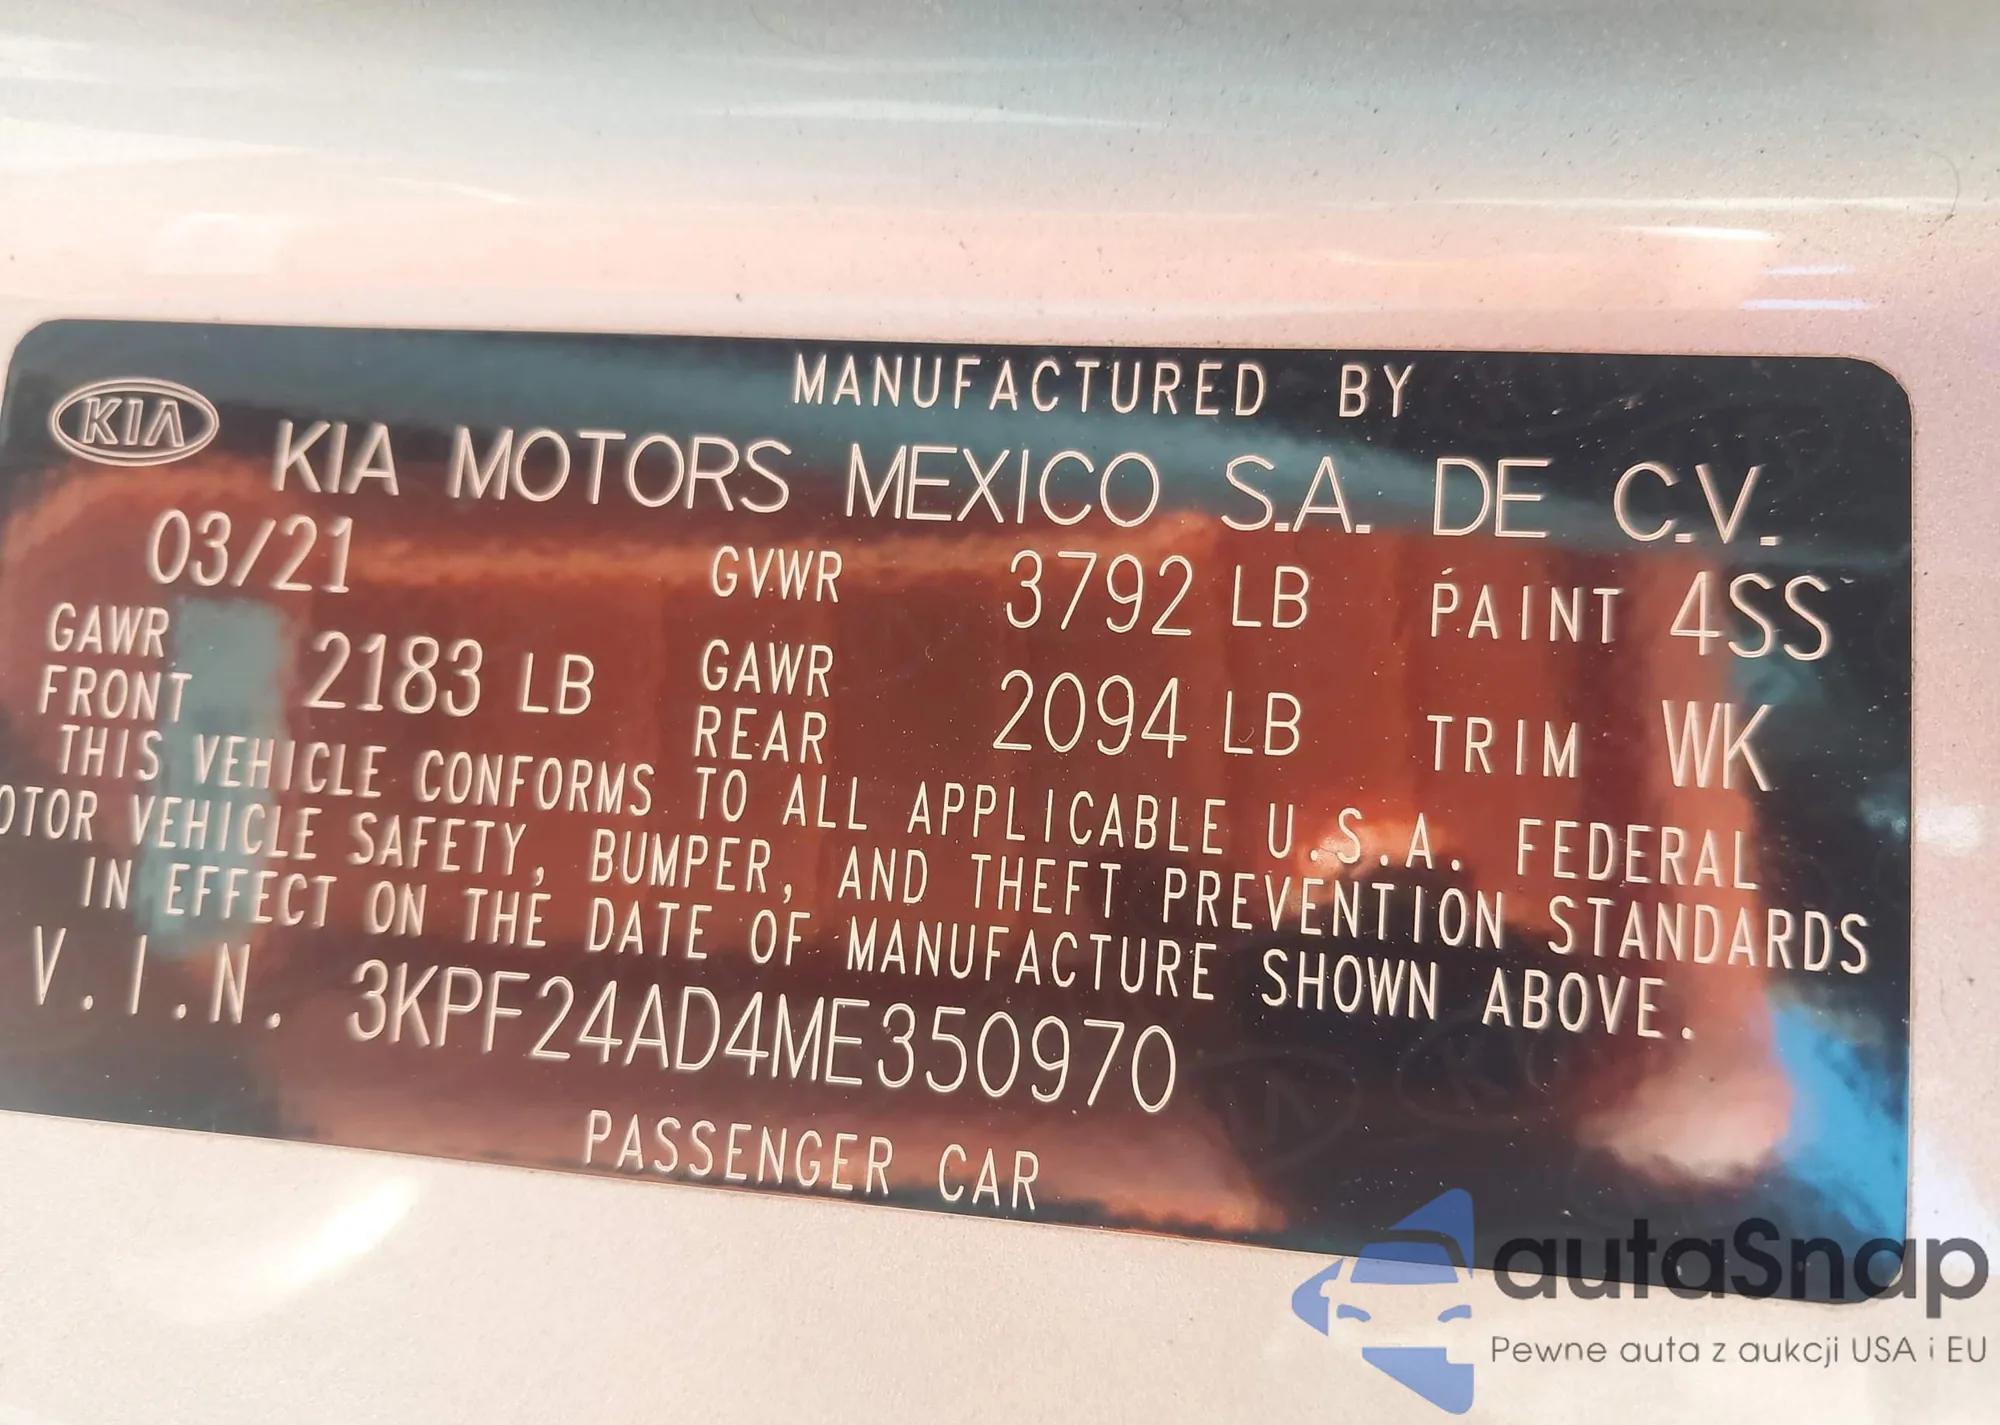 MANUFACTURED BY
KIA KIA MOTORS MEXICO S.A. DE C.V.
03/21 GVWR 3792 LB PAINT 4SS
GAWR FRONT 2183 LB GAWR REAR 2094 LB TRIM WK
THIS VEHICLE CONFORMS TO ALL APPLICABLE U.S.A. FEDERAL
OTOR VEHICLE SAFETY, BUMPER, AND THEFT PREVENTION STANDARDS
IN EFFECT ON THE DATE OF MANUFACTURE SHOWN ABOVE.
V.I.N. 3KPF24AD4ME350970
PASSENGER CAR
autaSnap
Pewne auta z aukcji USA i EU